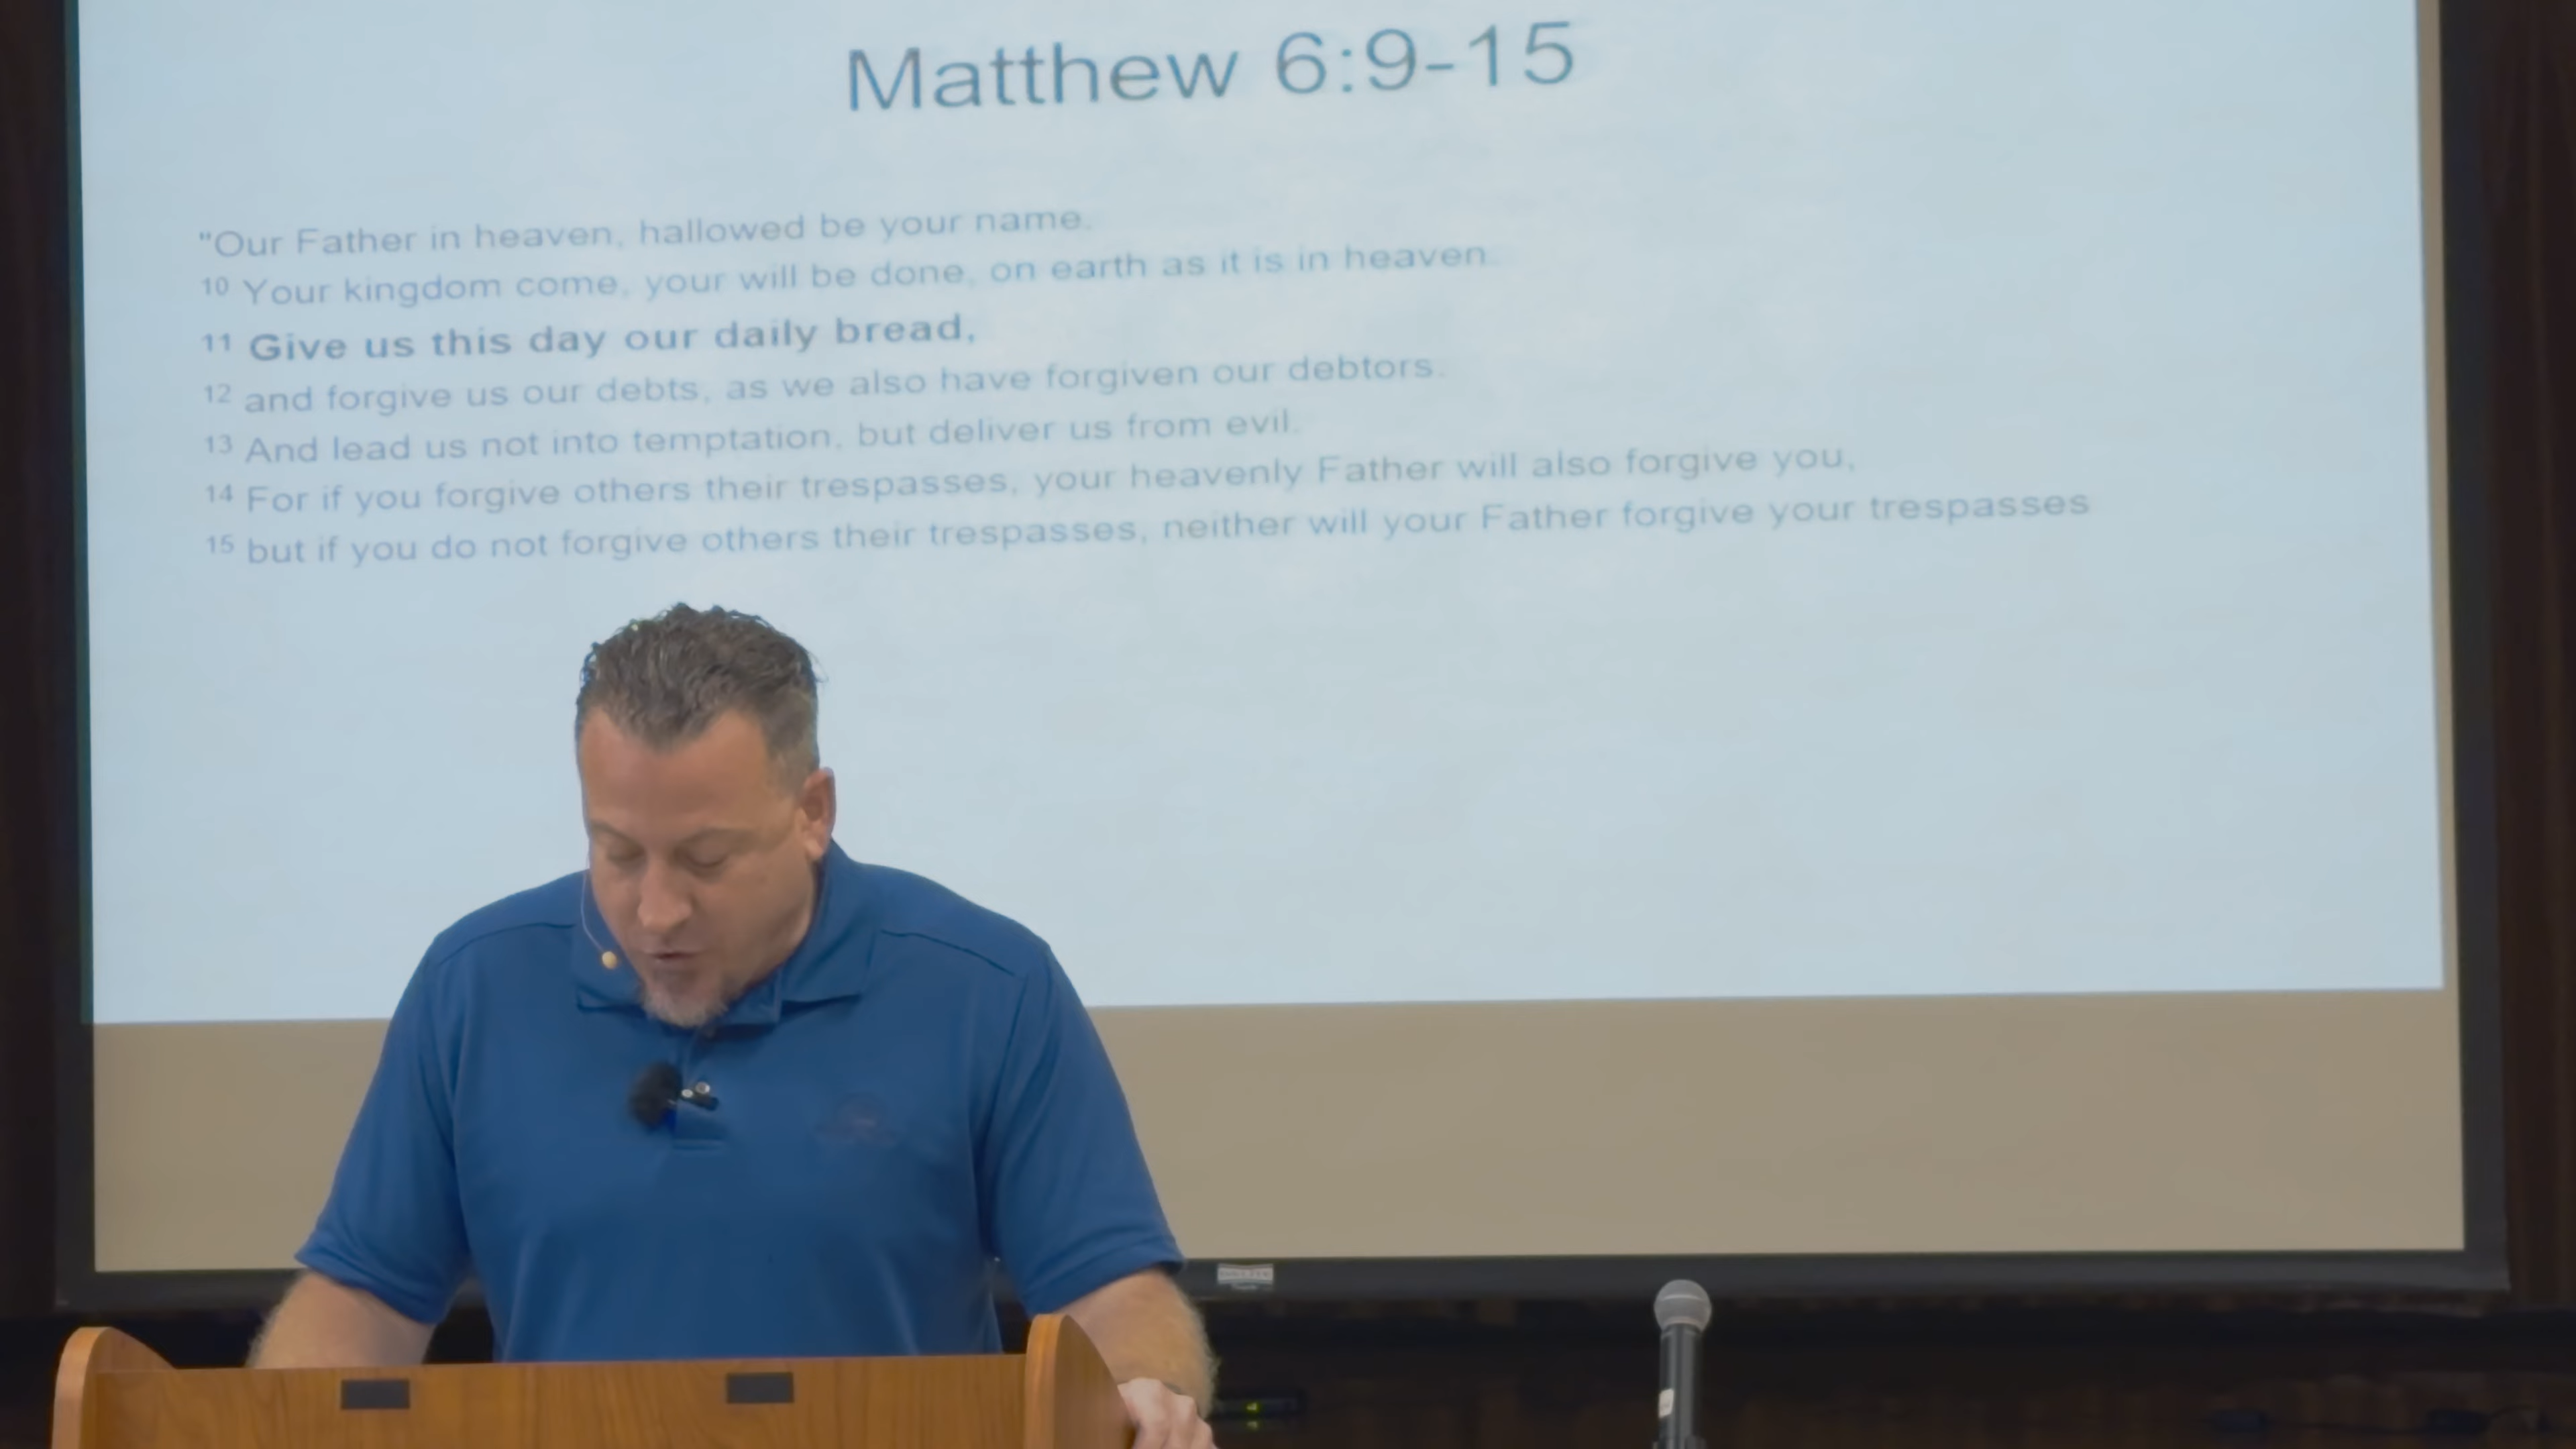 Matthew 6:9-15
"Our Father in heaven, hallowed be your name.
10 Your kingdom come, your will be done, on earth as it is in heaven.
11 Give us this day our daily bread,
12 and forgive us our debts, as we also have forgiven our debtors.
13 And lead us not into temptation, but deliver us from evil.
14 For if you forgive others their trespasses, your heavenly Father will also forgive you,
15 but if you do not forgive others their trespasses, neither will your Father forgive your trespasses